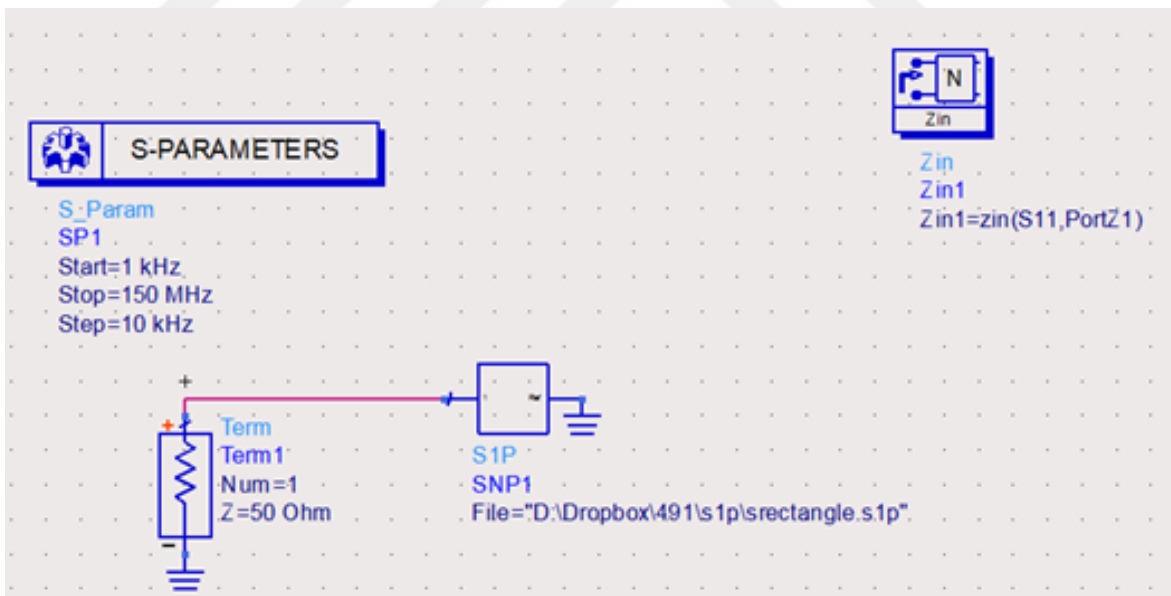 N
Zin
Zin
Zin1
Zin1=zin(S11,PortZ1)
S-PARAMETERS
S_Param
SP1
Start=1 kHz
Stop=150 MHz
Step=10 kHz
+
+
Term
Term1
Num=1
Z=50 Ohm
-
~
S1P
SNP1
File="D:\Dropbox\491\s1p\srectangle.s1p"